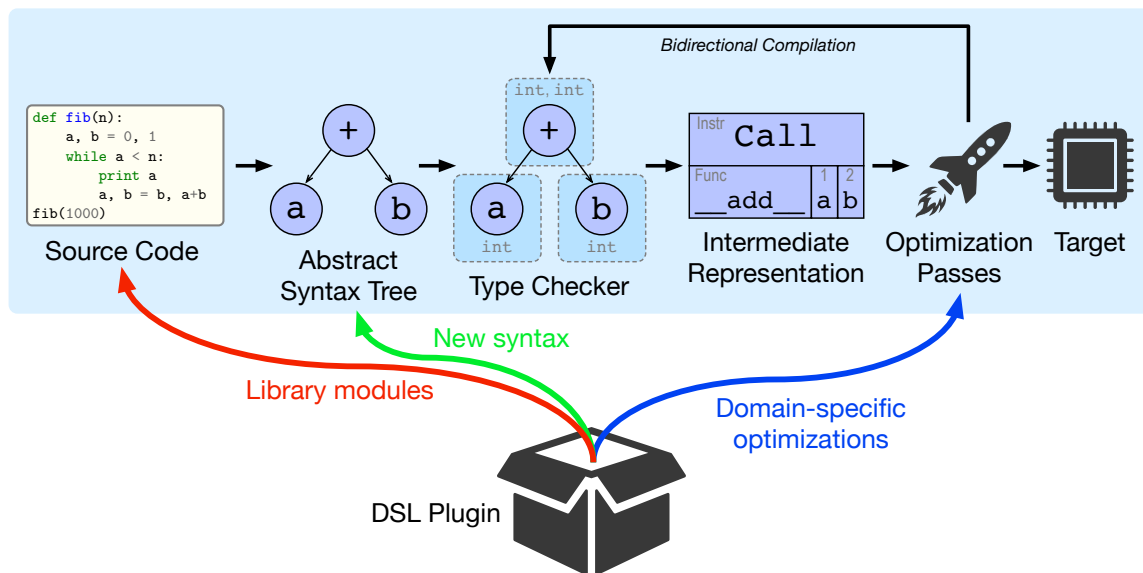 Bidirectional Compilation
def fib(n):
    a, b = 0, 1
    while a < n:
        print a
        a, b = b, a+b
fib(1000)
Source Code
+
a
b
Abstract
Syntax Tree
int, int
+
a
b
int
int
Type Checker
Instr
Call
Func
__add__
1
a
2
b
Intermediate
Representation
Optimization
Passes
Target
New syntax
Library modules
Domain-specific
optimizations
DSL Plugin